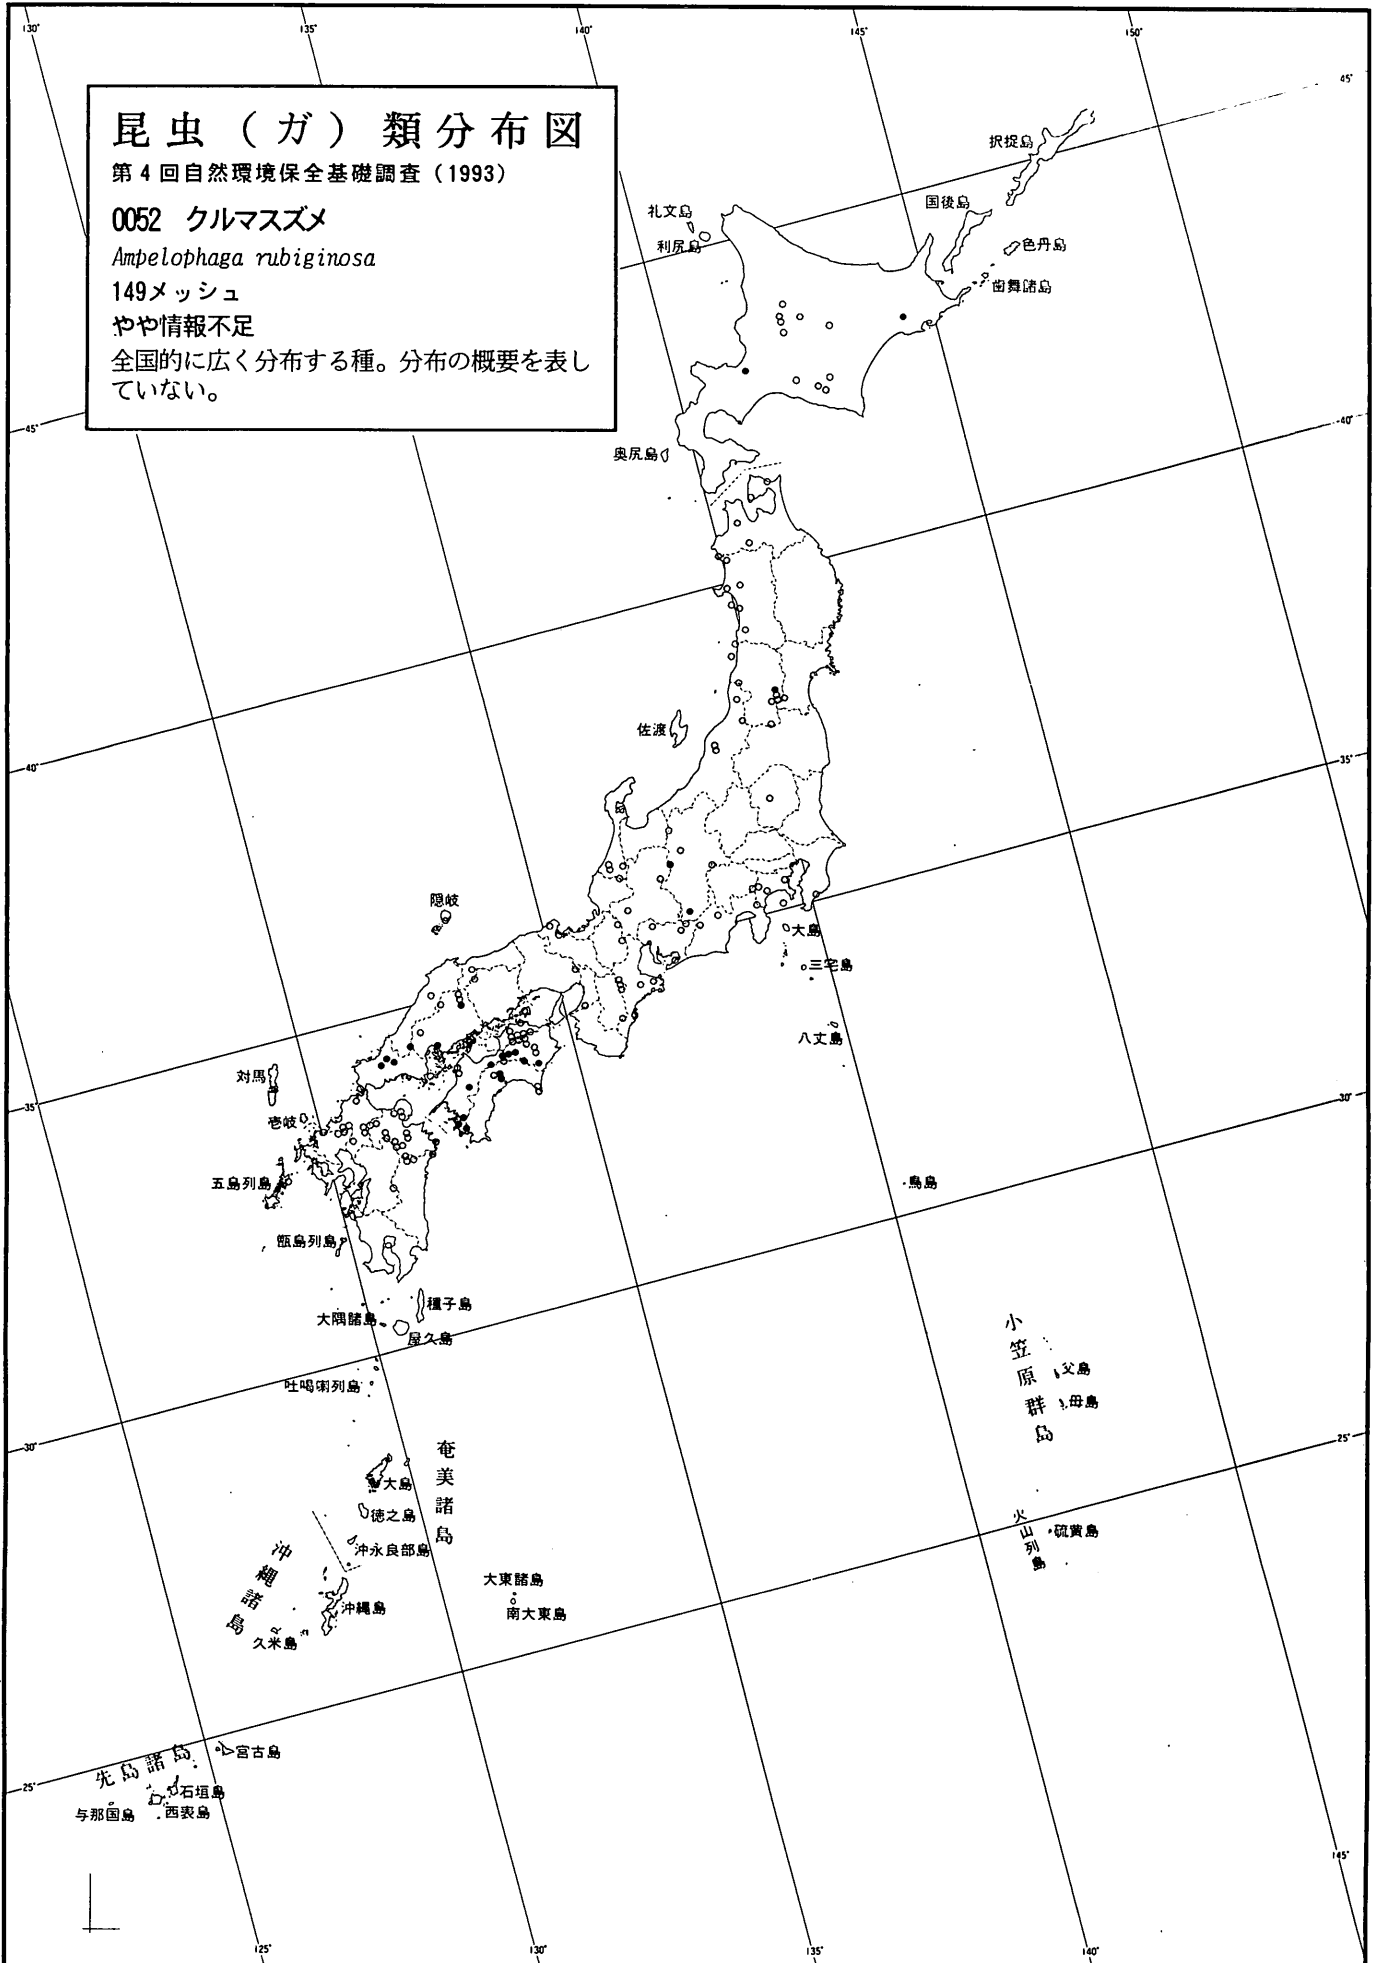 130°
135°
140°
145°
150°
45°
昆虫（ガ）類分布図
第4回自然環境保全基礎調査（1993）
0052 クルマスズメ
Ampelophaga rubiginosa
149メッシュ
やや情報不足
全国的に広く分布する種。分布の概要を表し
ていない。
択捉島
国後島
色丹島
歯舞諸島
礼文島
利尻島
奥尻島
45°
40°
佐渡
40°
35°
隠岐
大島
三宅島
八丈島
対馬
壱岐
五島列島
甑島列島
35°
30°
鳥島
種子島
大隅諸島
屋久島
吐喝喇列島
小笠原群島
父島
母島
30°
25°
奄美諸島
大島
徳之島
沖永良部島
沖縄諸島
沖縄島
久米島
大東諸島
南大東島
火山列島
硫黄島
先島諸島
宮古島
石垣島
西表島
与那国島
25°
145°
125°
130°
135°
140°